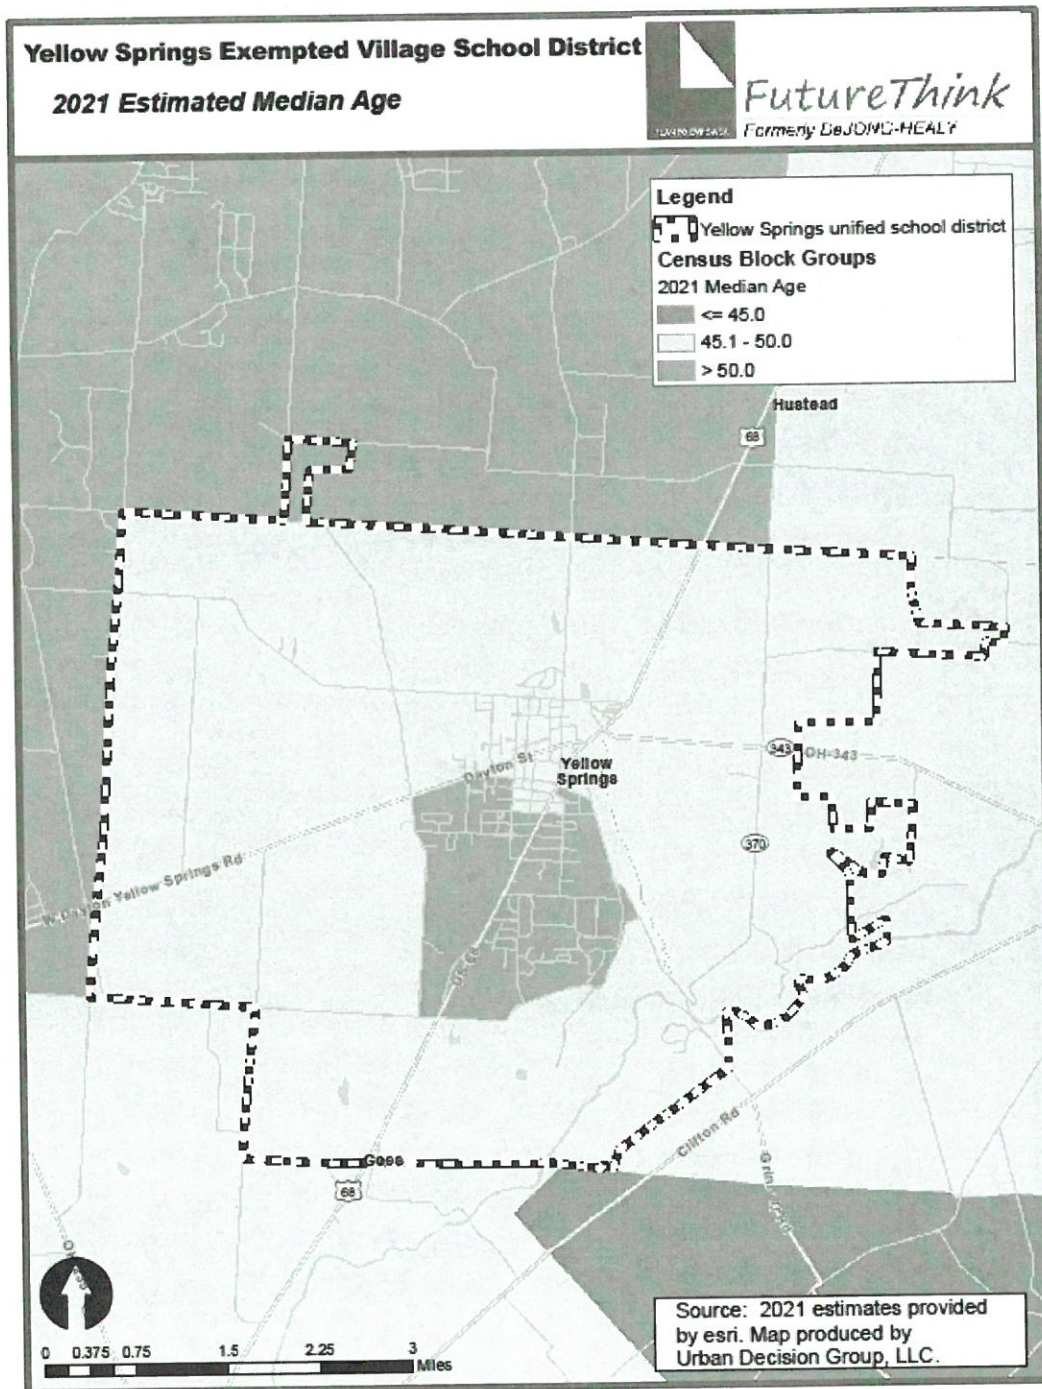 Yellow Springs Exempted Village School District
2021 Estimated Median Age
FutureThink
Formerly DeJONG-HEALY
Legend
Yellow Springs unified school district
Census Block Groups
2021 Median Age
<= 45.0
45.1 - 50.0
> 50.0
Hustead
68
343
OH-343
Dayton St
Yellow
Springs
370
W Dayton Yellow Springs Rd
Clifton Rd
Goes
68
0 0.375 0.75 1.5 2.25 3
Miles
Source: 2021 estimates provided
by esri. Map produced by
Urban Decision Group, LLC.